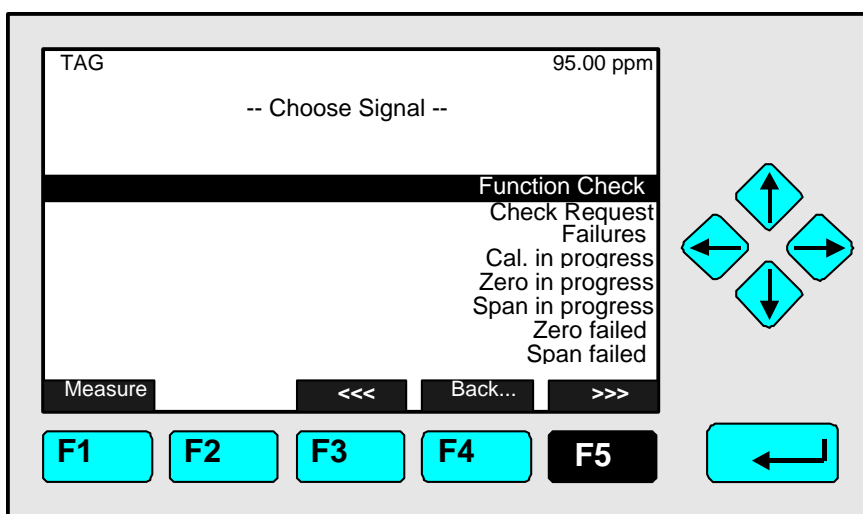 TAG 95.00 ppm
-- Choose Signal --
Function Check
Check Request
Failures
Cal. in progress
Zero in progress
Span in progress
Zero failed
Span failed
Measure <<< Back... >>>
F1 F2 F3 F4 F5